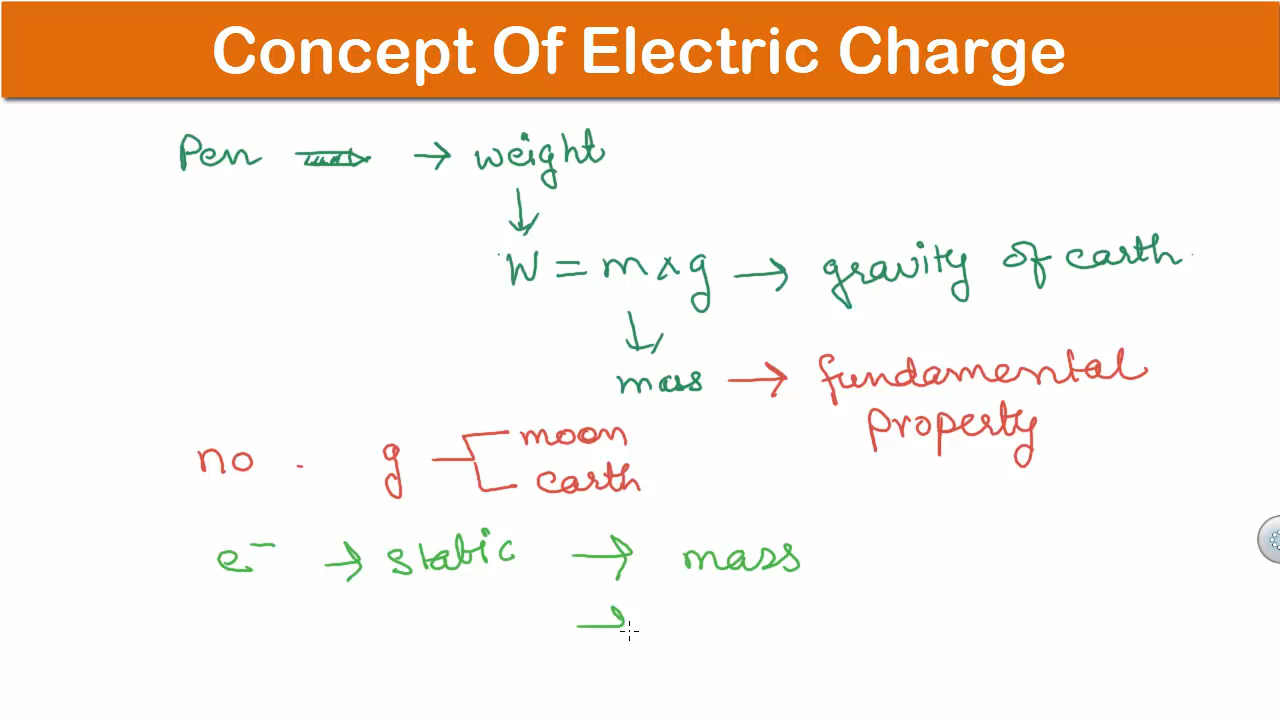 Concept Of Electric Charge
Pen → weight
↓
W = m × g → gravity of earth
↓
mass → fundamental
property
no . g moon
earth
e⁻ → static → mass
→